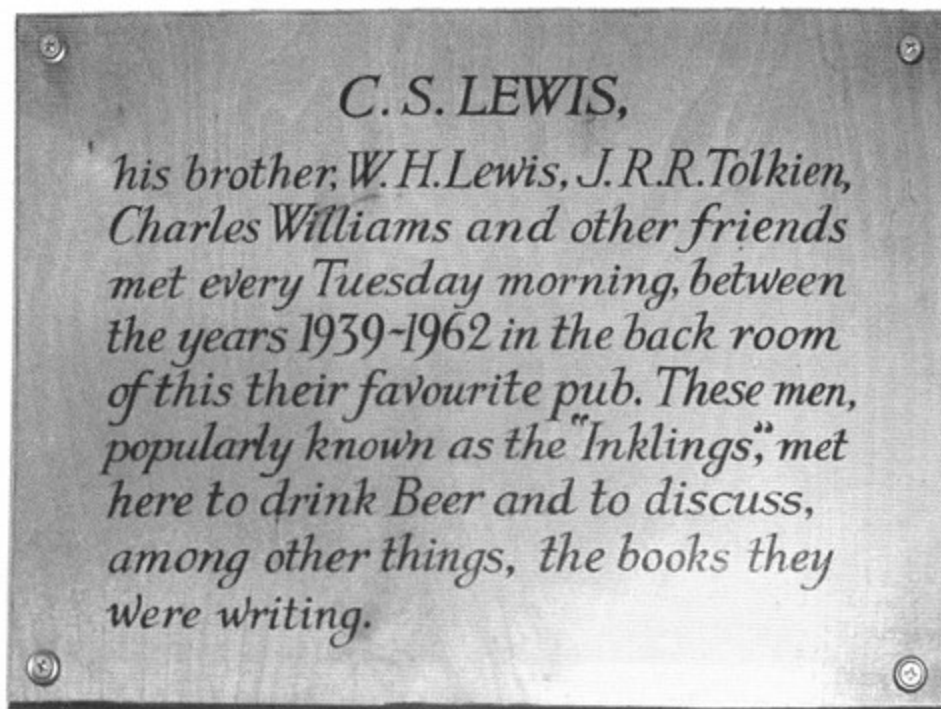 C. S. LEWIS,
his brother, W. H. Lewis, J. R. R. Tolkien,
Charles Williams and other friends
met every Tuesday morning, between
the years 1939~1962 in the back room
of this their favourite pub. These men,
popularly known as the "Inklings", met
here to drink Beer and to discuss,
among other things, the books they
were writing.